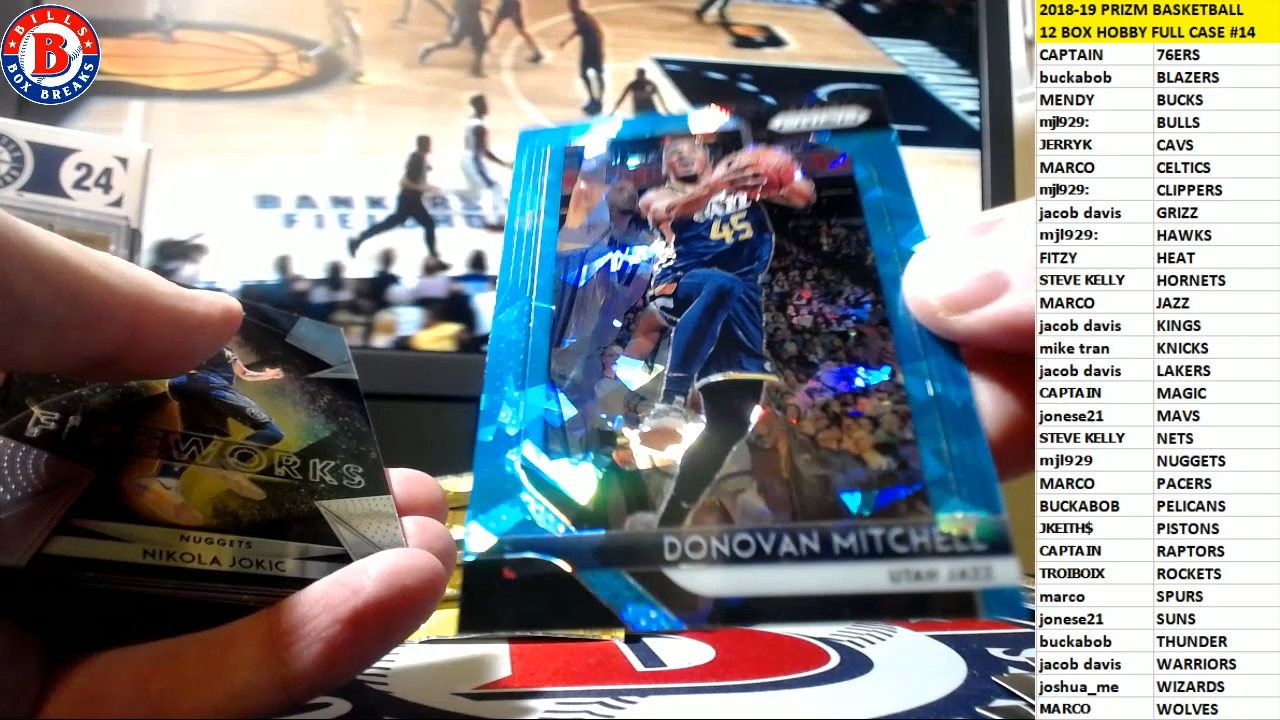 BILLS
B
BOX BREAKS
24
BANKERS
FIE
45
DONOVAN MITCHELL
UTAH JAZZ
FIREWORKS
NUGGETS
NIKOLA JOKIC
2018-19 PRIZM BASKETBALL
12 BOX HOBBY FULL CASE #14
CAPTAIN 76ERS
buckabob BLAZERS
MENDY BUCKS
mjl929: BULLS
JERRYK CAVS
MARCO CELTICS
mjl929: CLIPPERS
jacob davis GRIZZ
mjl929: HAWKS
FITZY HEAT
STEVE KELLY HORNETS
MARCO JAZZ
jacob davis KINGS
mike tran KNICKS
jacob davis LAKERS
CAPTAIN MAGIC
jonese21 MAVS
STEVE KELLY NETS
mjl929 NUGGETS
MARCO PACERS
BUCKABOB PELICANS
JKEITH$ PISTONS
CAPTAIN RAPTORS
TROIBOIX ROCKETS
marco SPURS
jonese21 SUNS
buckabob THUNDER
jacob davis WARRIORS
joshua_me WIZARDS
MARCO WOLVES